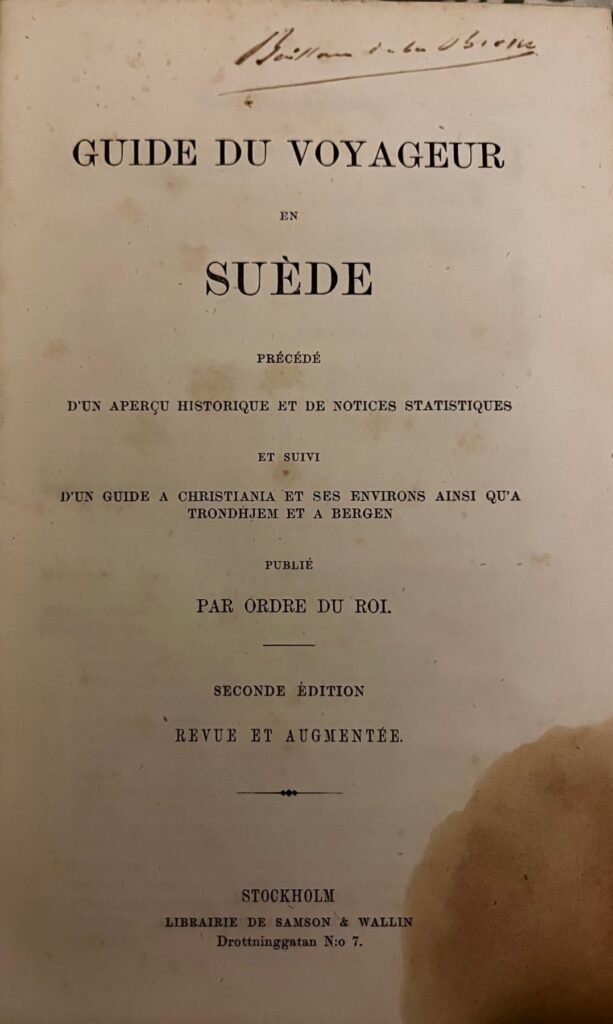 de la
GUIDE DU VOYAGEUR
EN
SUÈDE
PRÉCÉDÉ
D'UN APERÇU HISTORIQUE ET DE NOTICES STATISTIQUES
ET SUIVI
D'UN GUIDE A CHRISTIANIA ET SES ENVIRONS AINSI QU'A
TRONDHJEM ET A BERGEN
PUBLIÉ
PAR ORDRE DU ROI.
SECONDE ÉDITION
REVUE ET AUGMENTÉE.
STOCKHOLM
LIBRAIRIE DE SAMSON & WALLIN
Drottninggatan N:o 7.